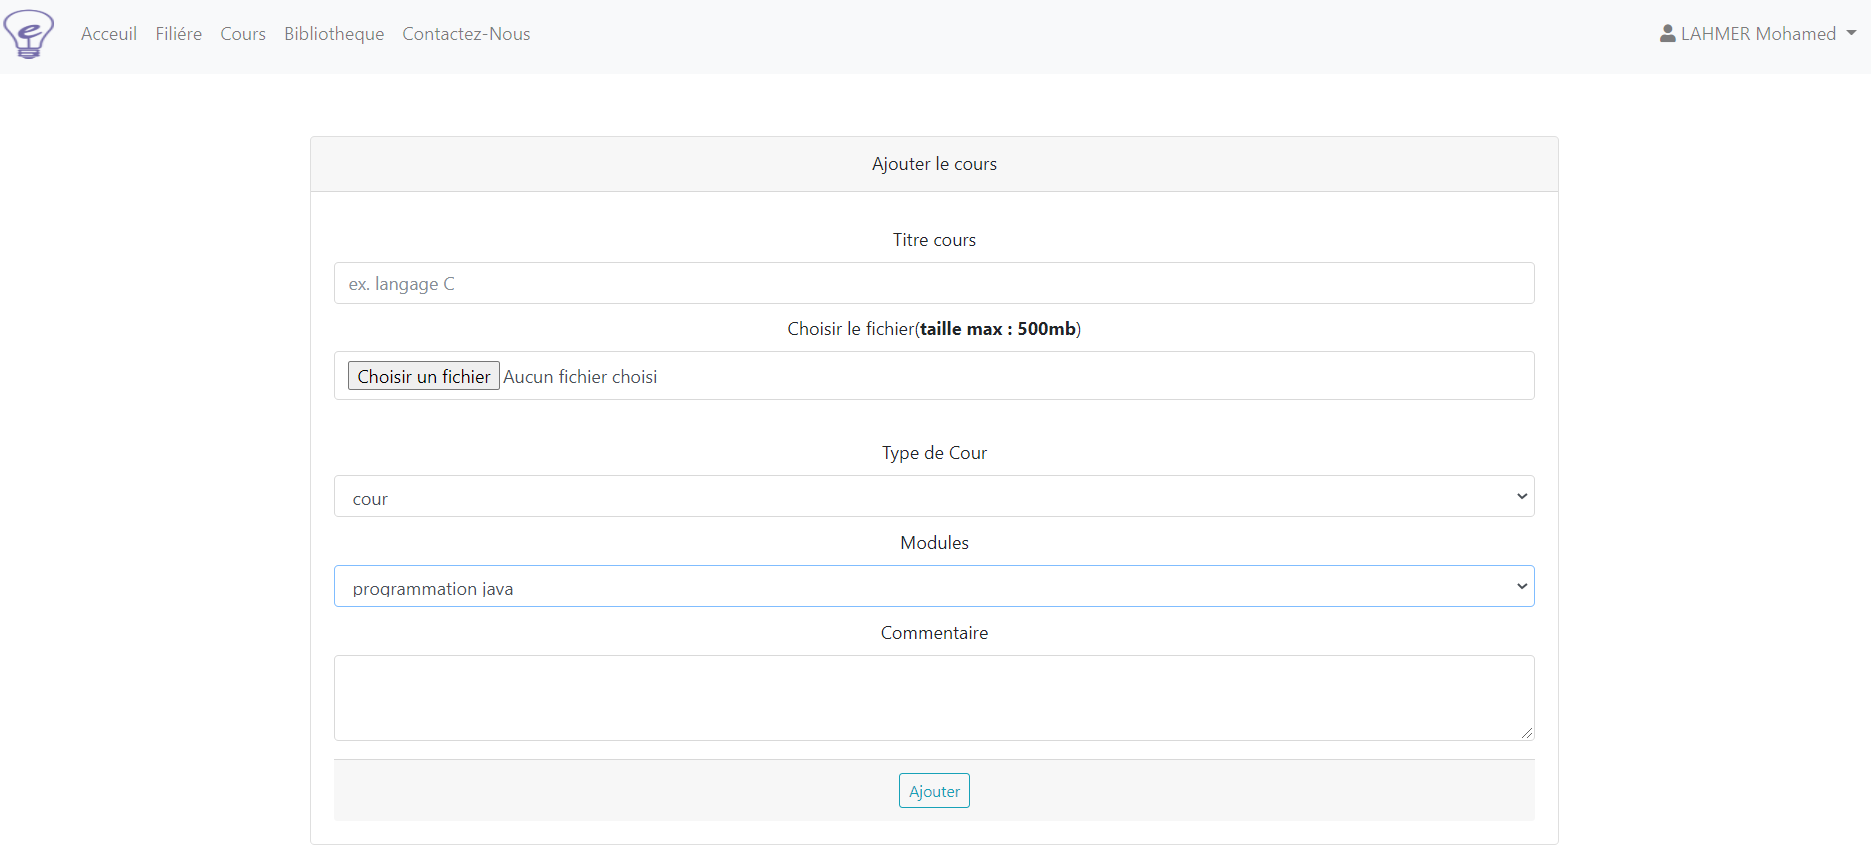 Acceuil Filiére Cours Bibliotheque Contactez-Nous LAHMER Mohamed
Ajouter le cours
Titre cours
ex. langage C
Choisir le fichier(taille max : 500mb)
Choisir un fichier Aucun fichier choisi
Type de Cour
cour
Modules
programmation java
Commentaire
Ajouter